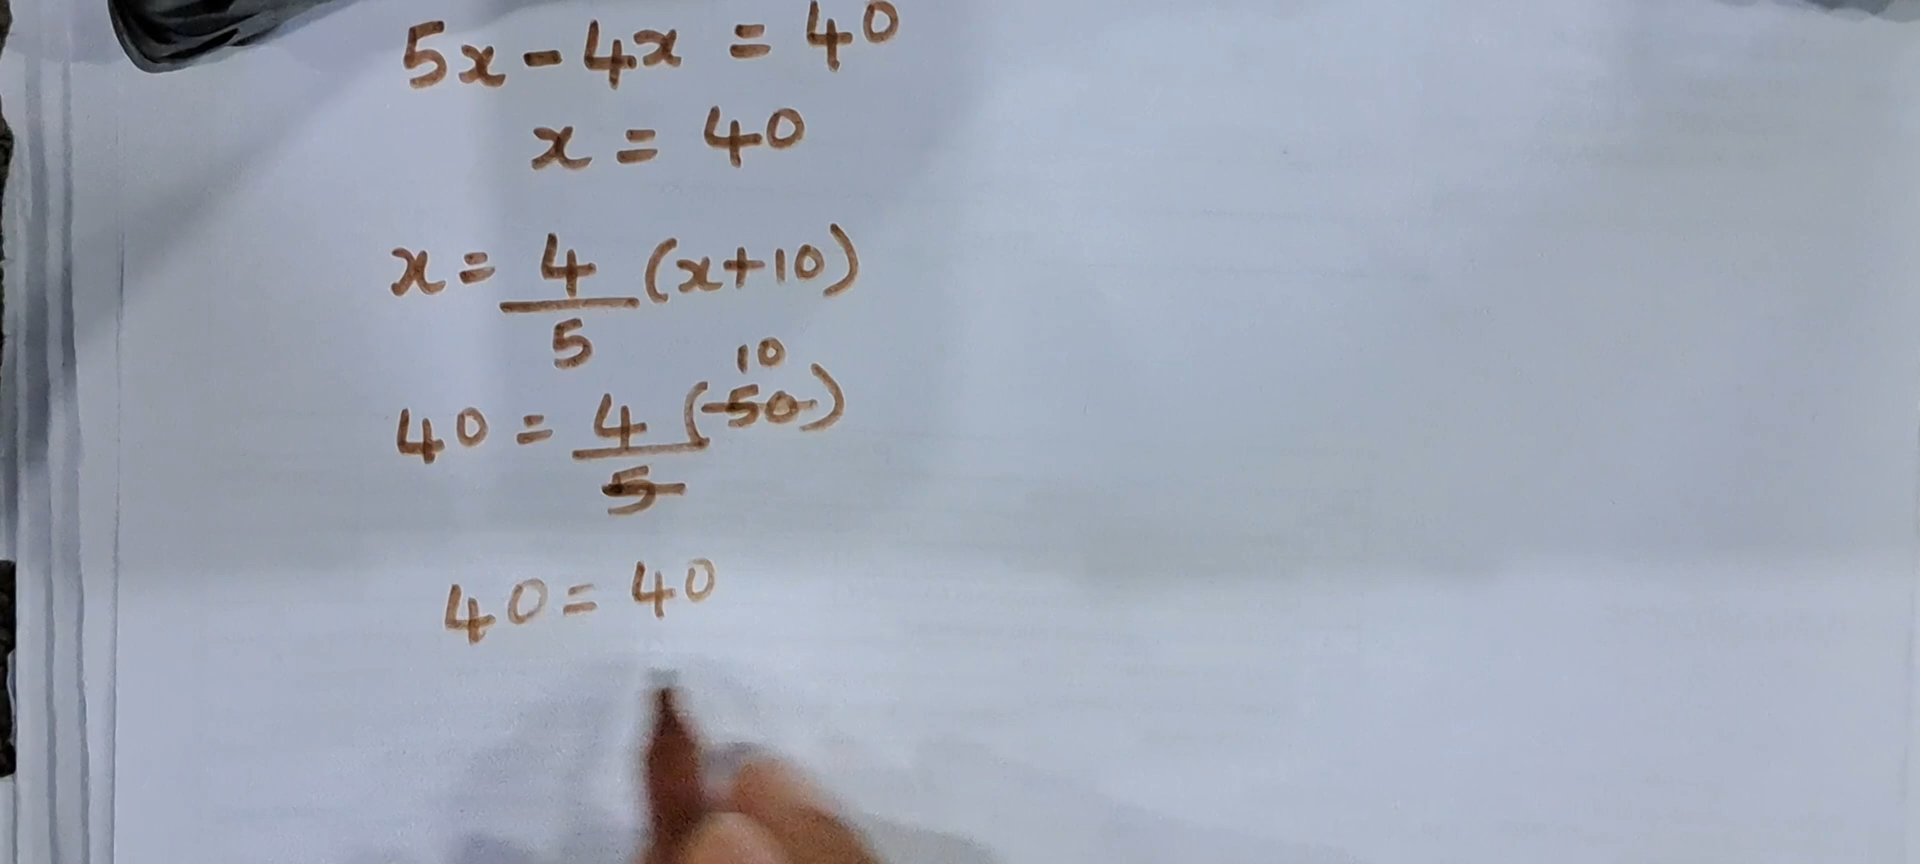 5x - 4x = 40
x = 40
x = 4/5 (x+10)
10
40 = 4/5 (50)
40 = 40